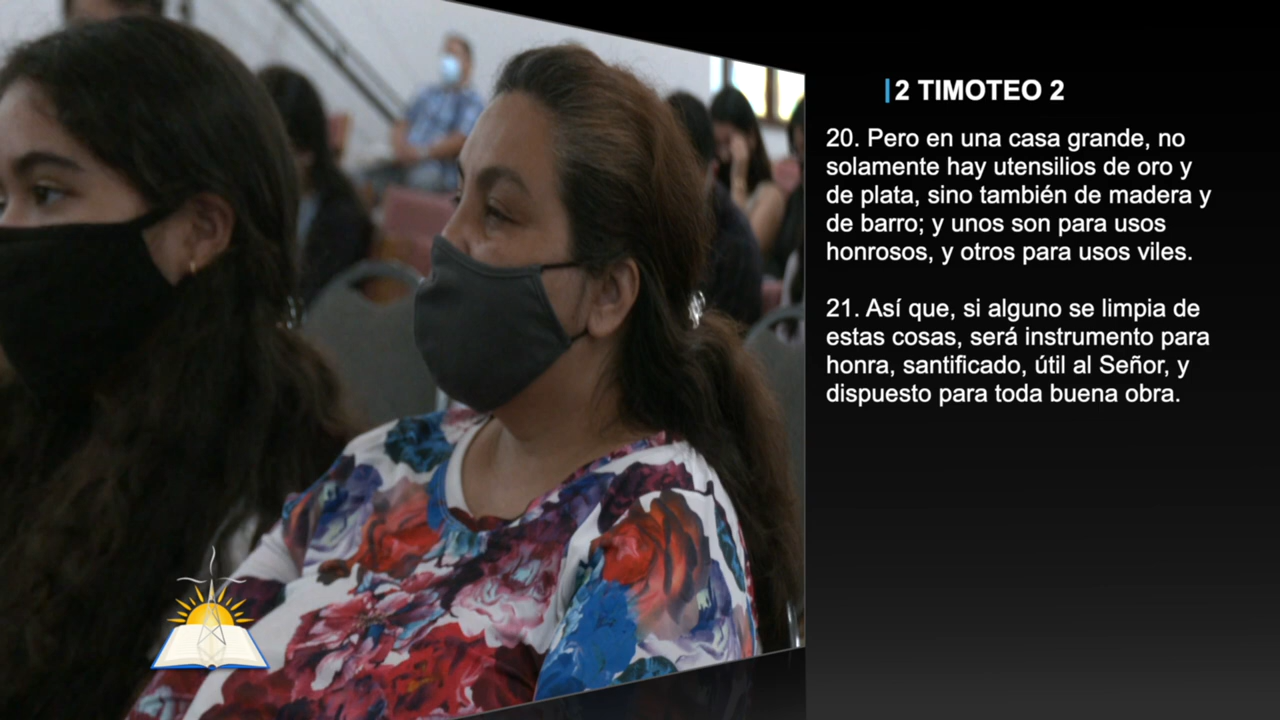 2 TIMOTEO 2
20. Pero en una casa grande, no
solamente hay utensilios de oro y
de plata, sino también de madera y
de barro; y unos son para usos
honrosos, y otros para usos viles.
21. Así que, si alguno se limpia de
estas cosas, será instrumento para
honra, santificado, útil al Señor, y
dispuesto para toda buena obra.